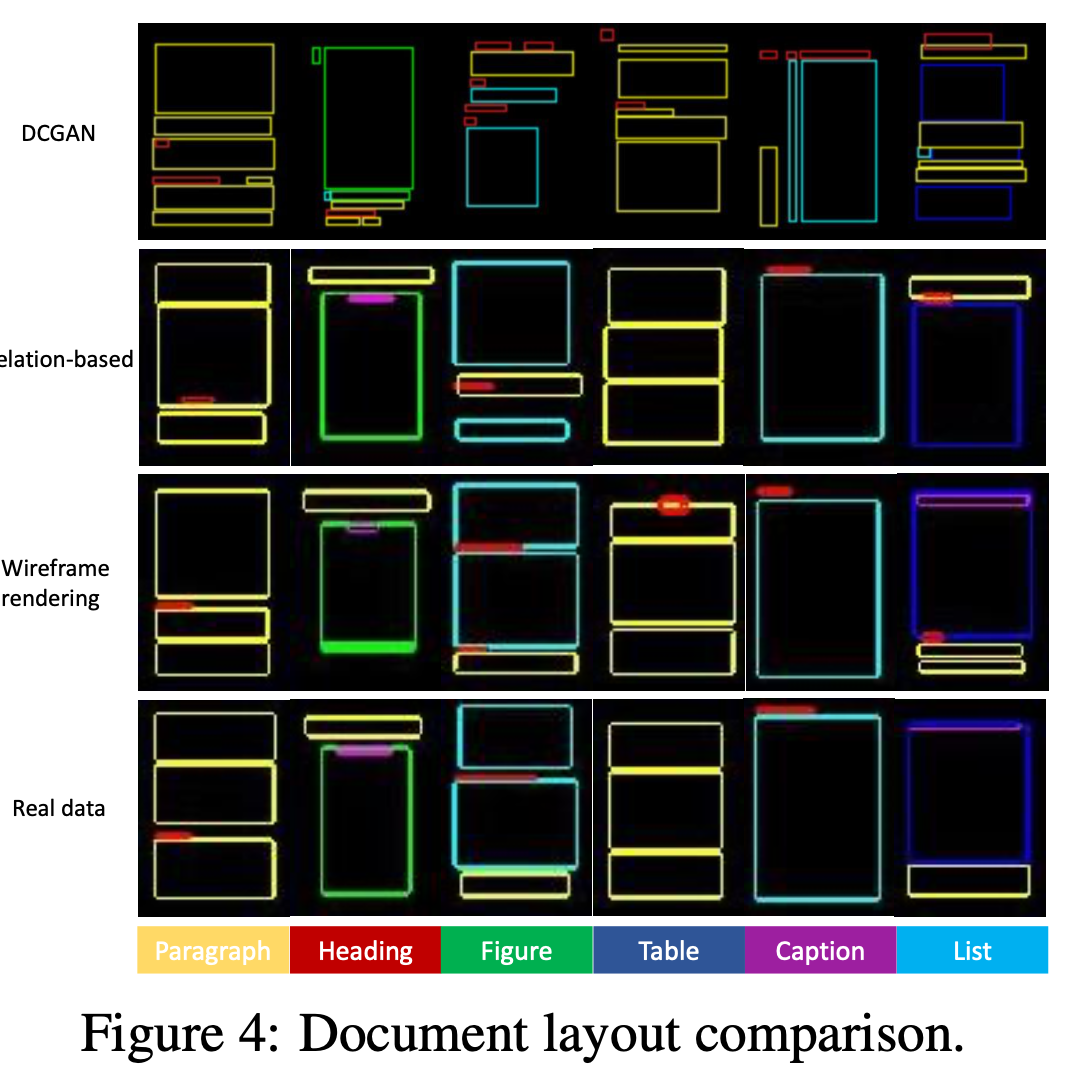 DCGAN
elation-based
Wireframe
rendering
Real data
Paragraph Heading Figure Table Caption List
Figure 4: Document layout comparison.